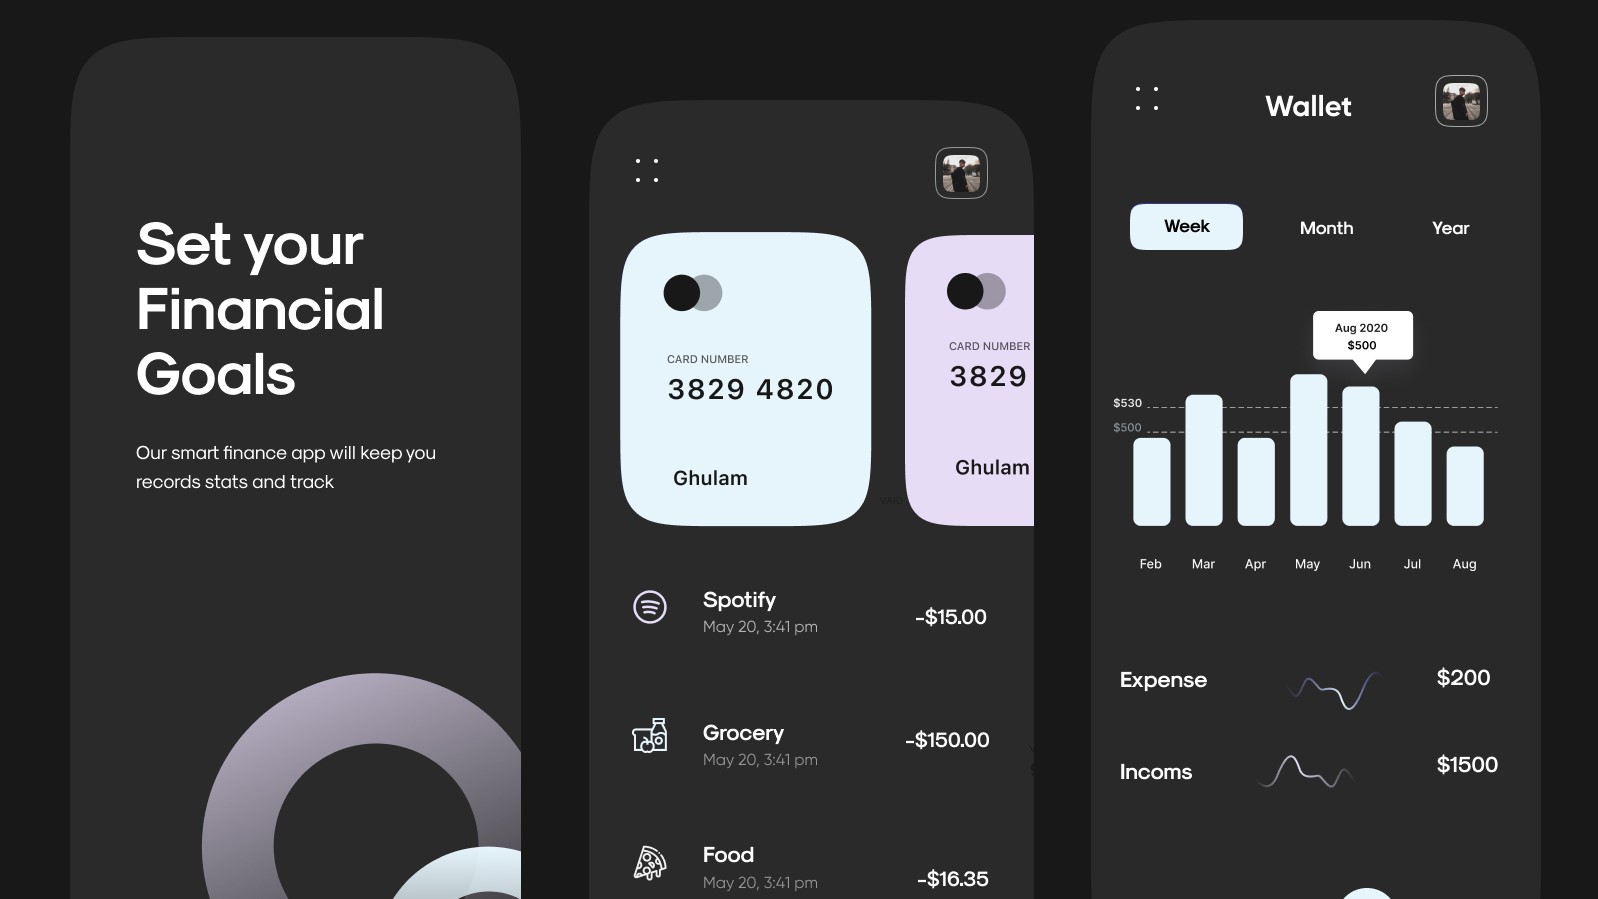 Set your
Financial
Goals
Our smart finance app will keep you
records stats and track
CARD NUMBER
3829 4820
Ghulam
CARD NUMBER
3829
Ghulam
Spotify
May 20, 3:41 pm
-$15.00
Grocery
May 20, 3:41 pm
-$150.00
Food
May 20, 3:41 pm
-$16.35
Wallet
Week
Month
Year
Aug 2020
$500
$530
$500
Feb
Mar
Apr
May
Jun
Jul
Aug
Expense
$200
Incoms
$1500